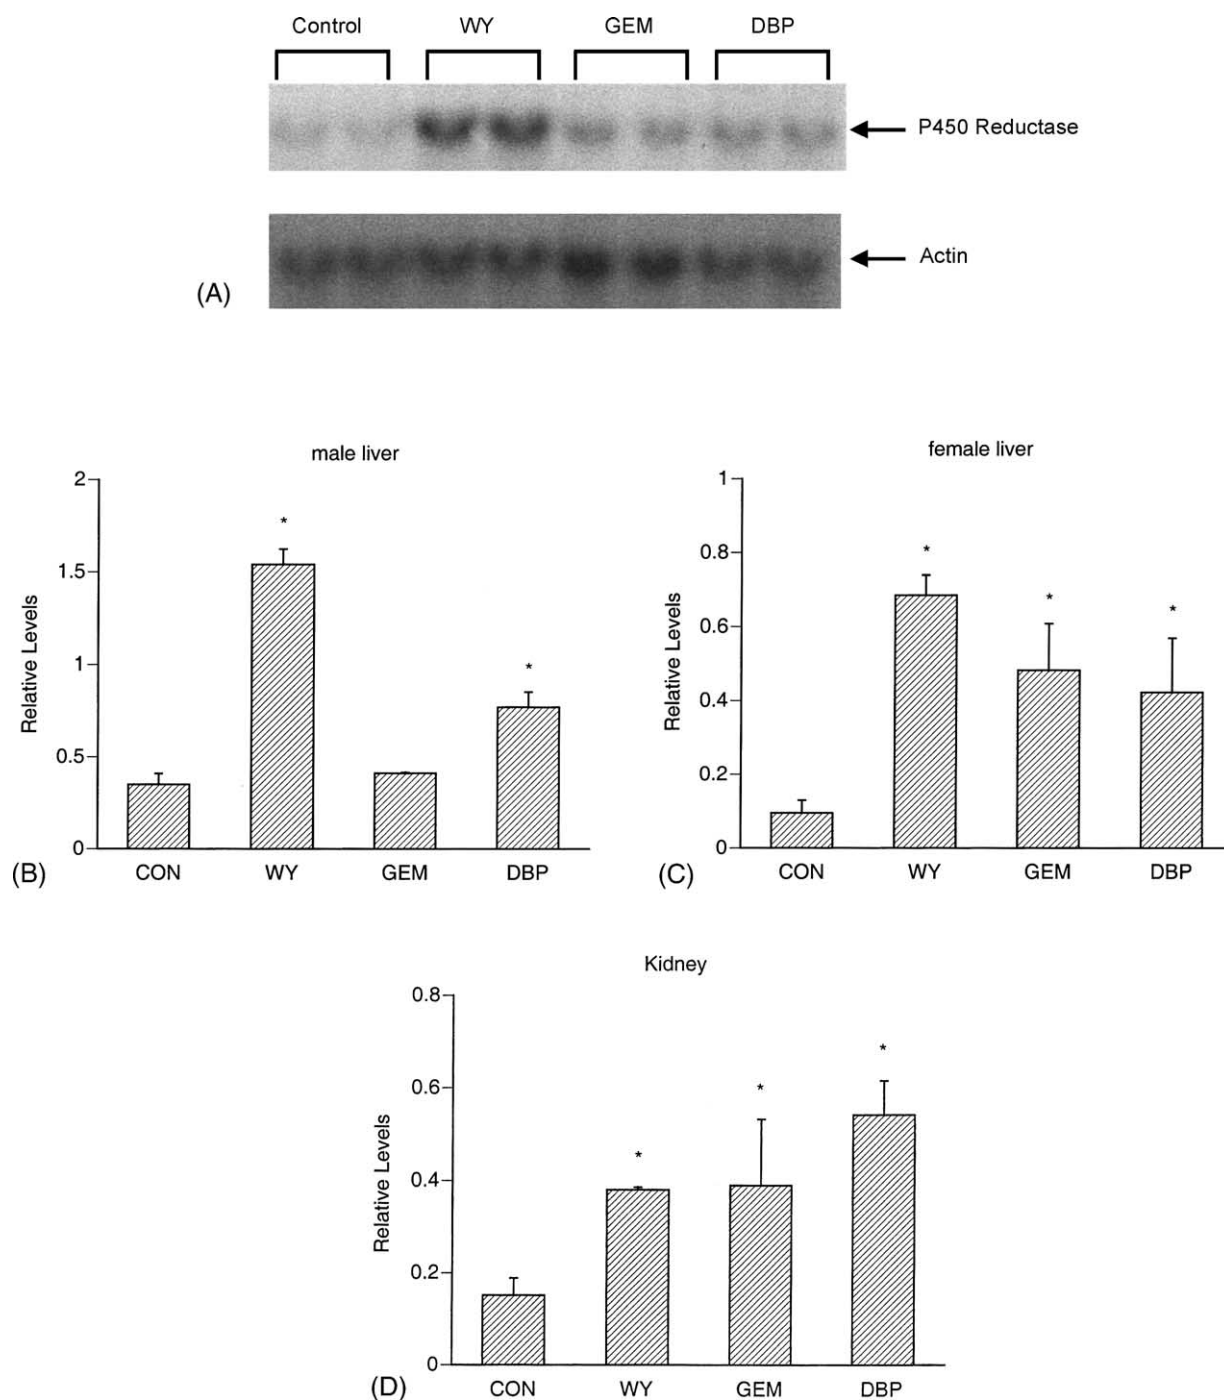 Control WY GEM DBP
P450 Reductase
Actin
(A)
male liver
2
*
1.5
1
*
0.5
0
Relative Levels
CON WY GEM DBP
(B)
female liver
1
0.8
*
*
*
0.6
0.4
0.2
0
Relative Levels
CON WY GEM DBP
(C)
Kidney
0.8
*
0.6
*
*
0.4
0.2
0
Relative Levels
CON WY GEM DBP
(D)